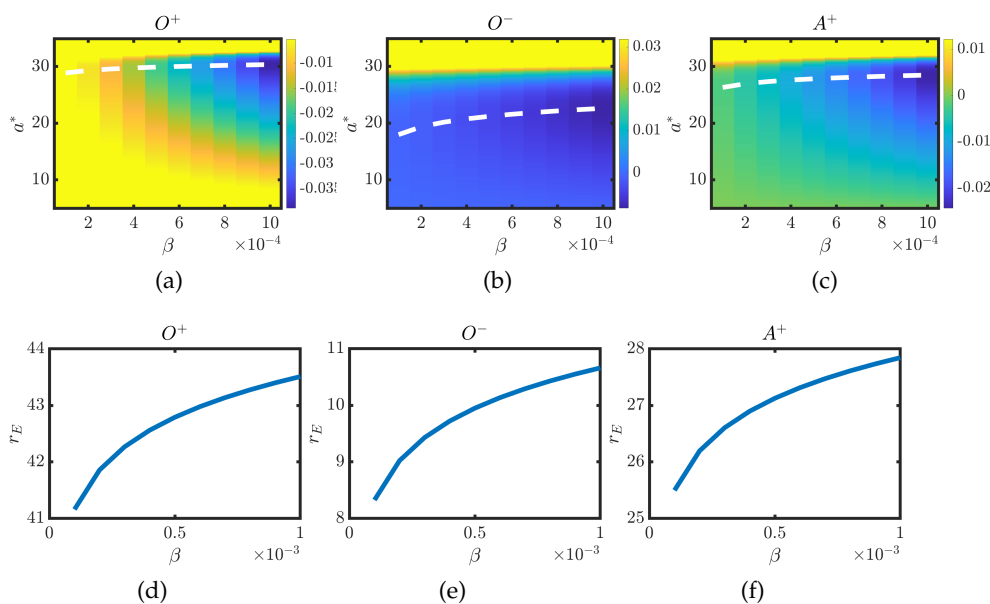 O⁺
a*
30
20
10
2 4 6 8 10
β ×10⁻⁴
-0.01
-0.01
-0.02
-0.02
-0.03
-0.03
(a)
O⁻
a*
30
20
10
2 4 6 8 10
β ×10⁻⁴
0.03
0.02
0.01
0
(b)
A⁺
a*
30
20
10
2 4 6 8 10
β ×10⁻⁴
0.01
0
-0.01
-0.02
(c)
O⁺
r_E
44
43
42
41
0 0.5 1
β ×10⁻³
(d)
O⁻
r_E
11
10
9
8
0 0.5 1
β ×10⁻³
(e)
A⁺
r_E
28
27
26
25
0 0.5 1
β ×10⁻³
(f)